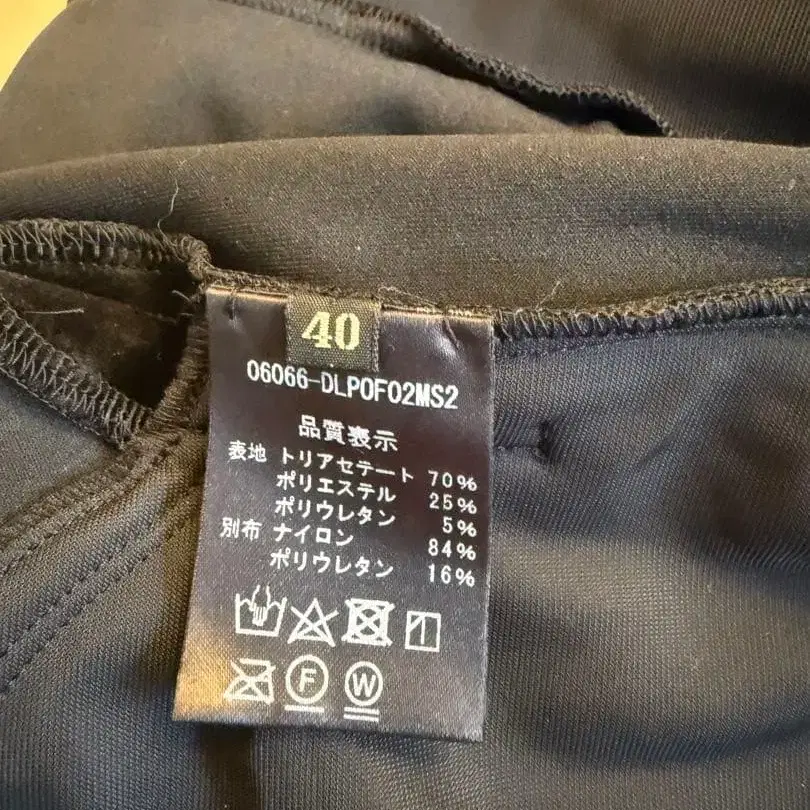 40
06066-DLP0F02MS2
品質表示
表地 トリアセテート 70%
ポリエステル 25%
ポリウレタン 5%
別布 ナイロン 84%
ポリウレタン 16%
F W